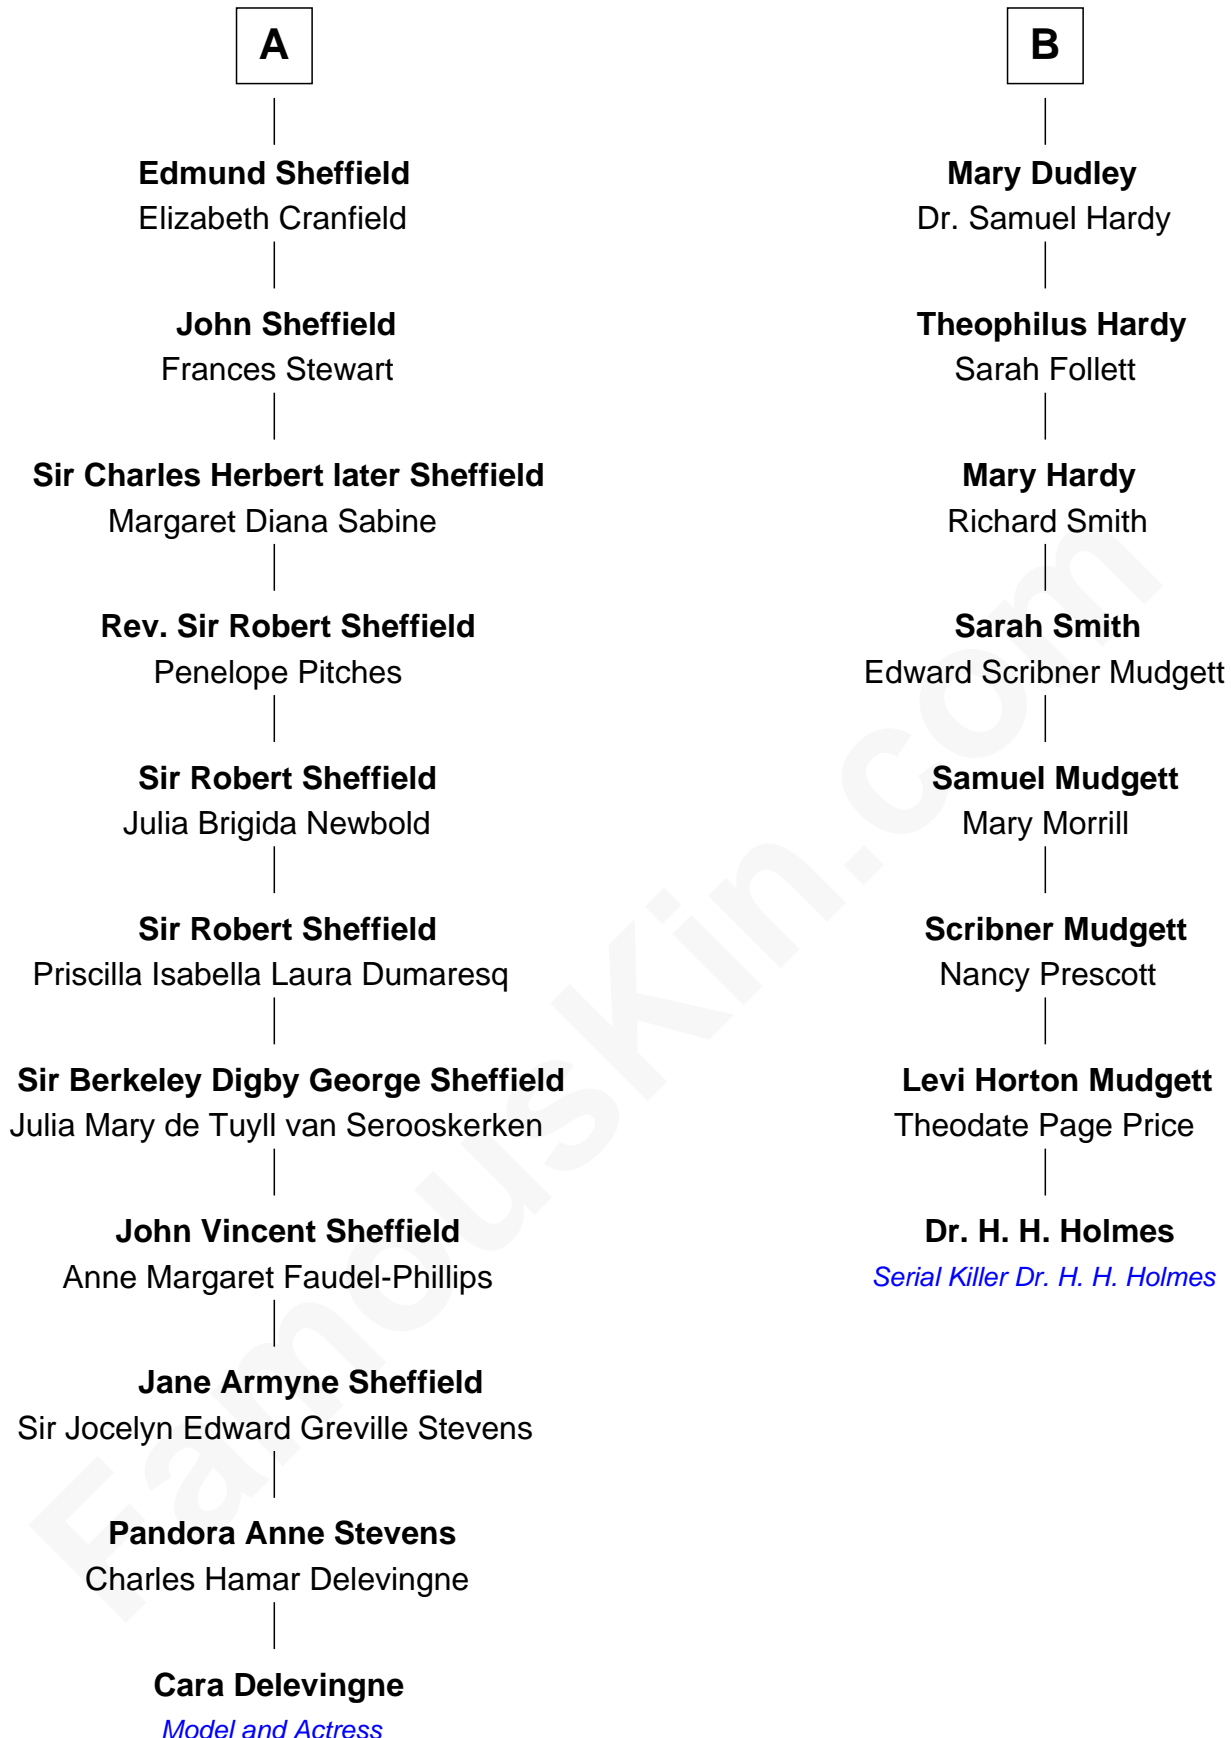 A
Edmund Sheffield
Elizabeth Cranfield
John Sheffield
Frances Stewart
Sir Charles Herbert later Sheffield
Margaret Diana Sabine
Rev. Sir Robert Sheffield
Penelope Pitches
Sir Robert Sheffield
Julia Brigida Newbold
Sir Robert Sheffield
Priscilla Isabella Laura Dumaresq
Sir Berkeley Digby George Sheffield
Julia Mary de Tuyll van Serooskerken
John Vincent Sheffield
Anne Margaret Faudel-Phillips
Jane Armyne Sheffield
Sir Jocelyn Edward Greville Stevens
Pandora Anne Stevens
Charles Hamar Delevingne
Cara Delevingne
Model and Actress
B
Mary Dudley
Dr. Samuel Hardy
Theophilus Hardy
Sarah Follett
Mary Hardy
Richard Smith
Sarah Smith
Edward Scribner Mudgett
Samuel Mudgett
Mary Morrill
Scribner Mudgett
Nancy Prescott
Levi Horton Mudgett
Theodate Page Price
Dr. H. H. Holmes
Serial Killer Dr. H. H. Holmes
FamousKin.com